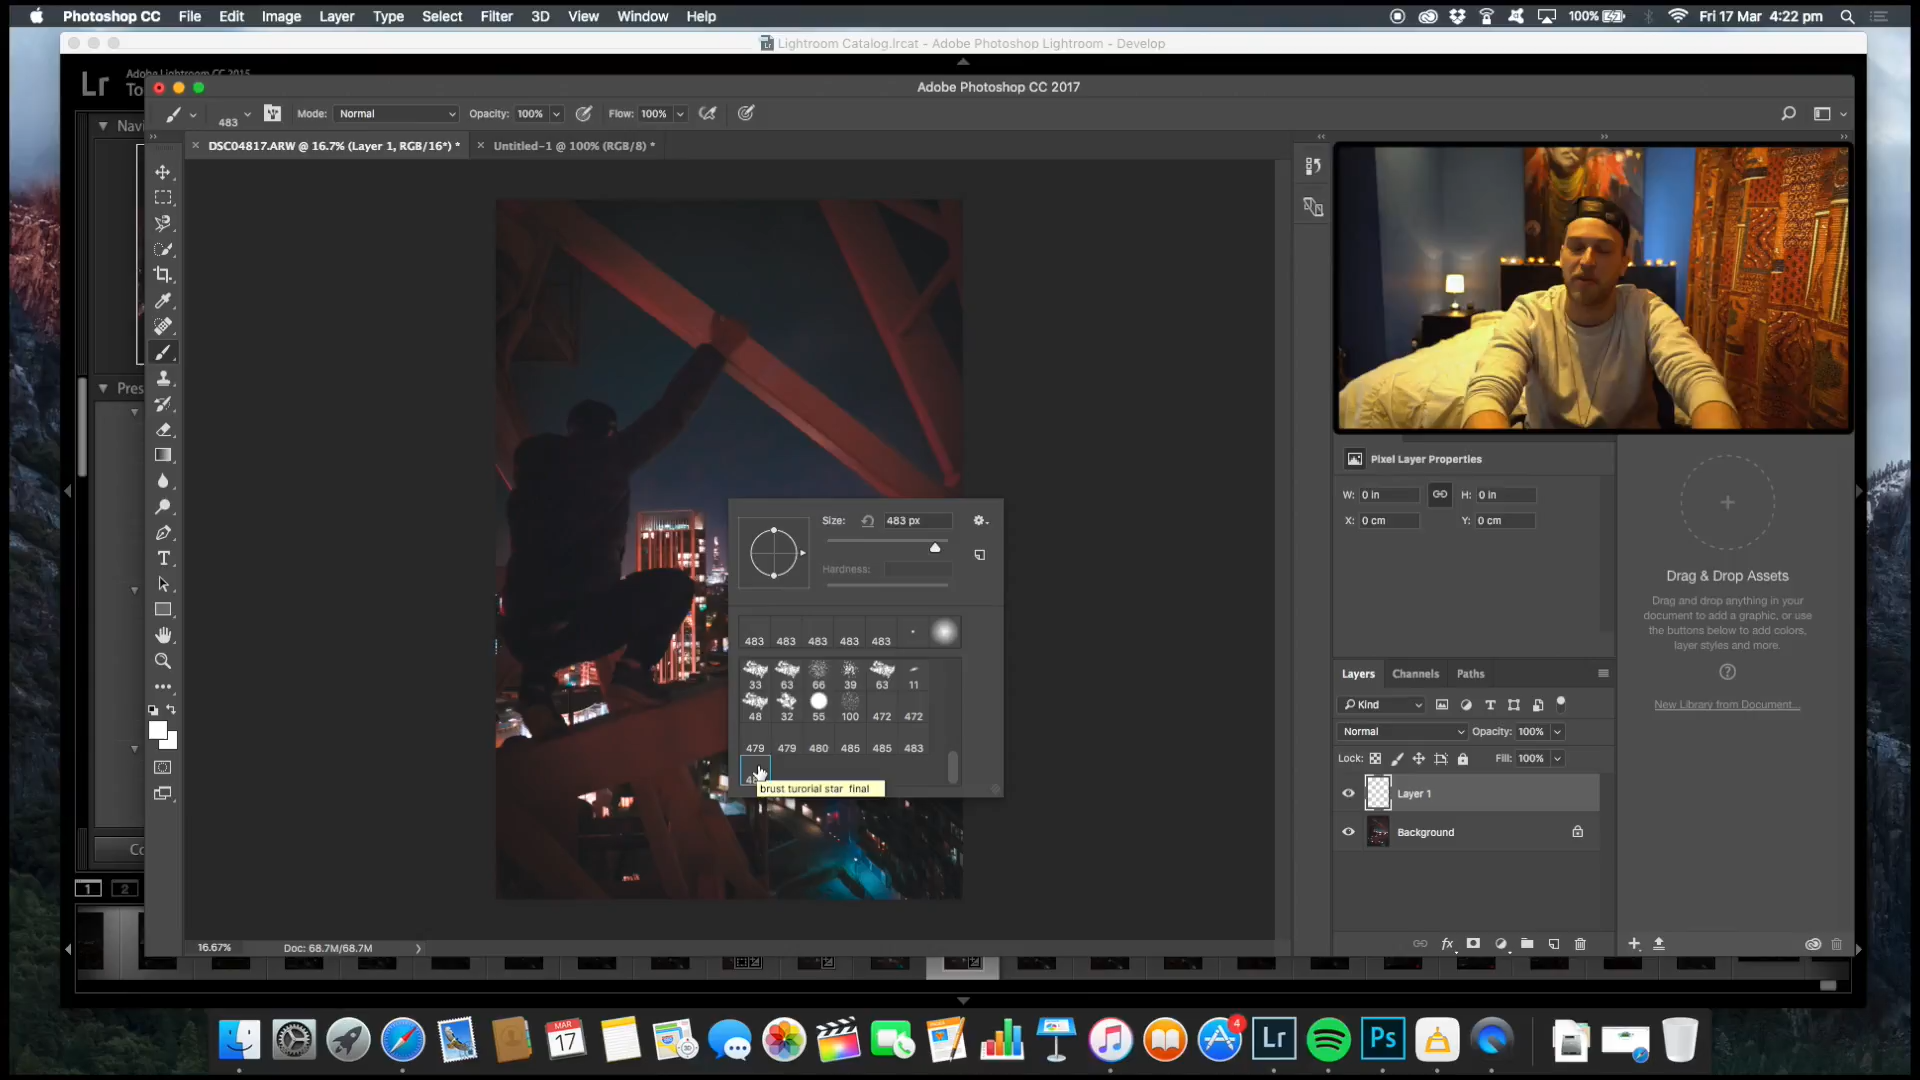 Photoshop CC File Edit Image Layer Type Select Filter 3D View Window Help 100% Fri 17 Mar 4:22 pm
Lightroom Catalog.lrcat - Adobe Photoshop Lightroom - Develop
Lr Adobe Lightroom CC 2015
To
Adobe Photoshop CC 2017
483 Mode: Normal Opacity: 100% Flow: 100%
Navi
DSC04817.ARW @ 16.7% (Layer 1, RGB/16*) * Untitled-1 @ 100% (RGB/8) *
Pres
Pixel Layer Properties
W: 0 in H: 0 in
X: 0 cm Y: 0 cm
Size: 483 px
Hardness:
483 483 483 483 483
33 63 66 39 63 11
48 32 55 100 472 472
479 479 480 485 485 483
brust turorial star final
Drag & Drop Assets
Drag and drop anything in your
document to add a graphic, or use
the buttons below to add colors,
layer styles and more.
New Library from Document...
Layers Channels Paths
Kind
Normal Opacity: 100%
Lock: Fill: 100%
Layer 1
Background
Co
1 2
16.67% Doc: 68.7M/68.7M
MAR
17
4
Lr Ps